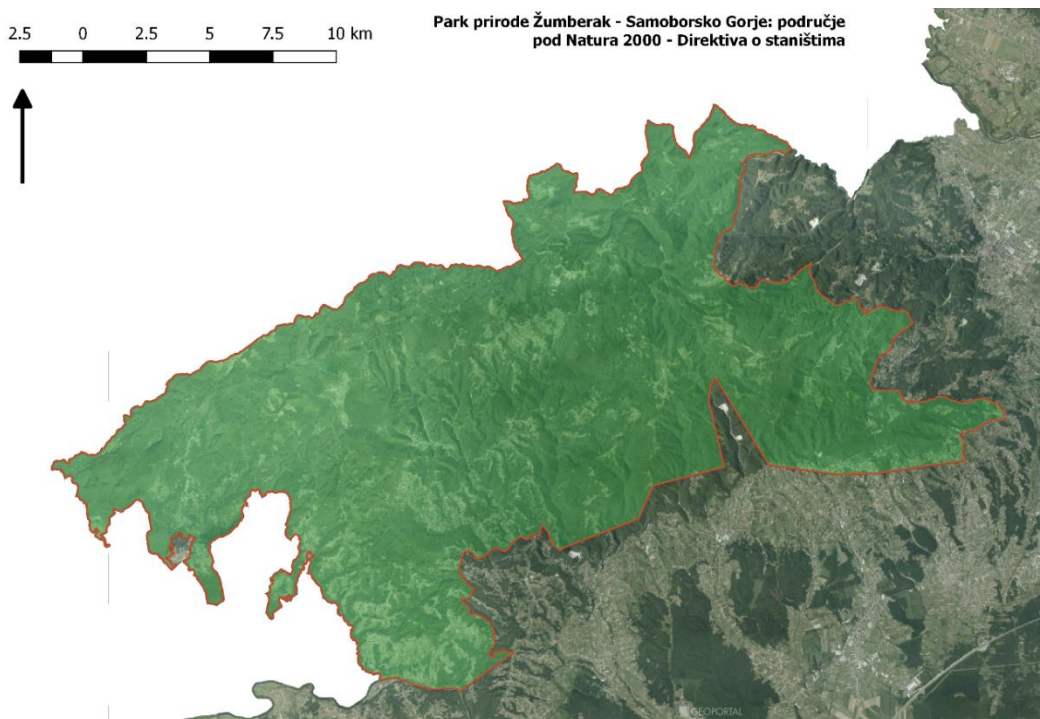 Park prirode Žumberak - Samoborsko Gorje: područje
pod Natura 2000 - Direktiva o staništima
2.5 0 2.5 5 7.5 10 km
GEOPORTAL